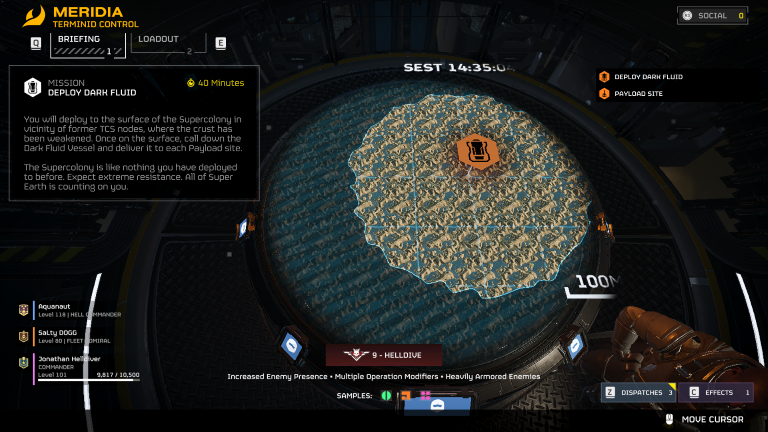 MERIDIA
TERMINID CONTROL
SOCIAL 0
Q BRIEFING 1 LOADOUT 2 E
SEST 14:35:04
MISSION
DEPLOY DARK FLUID
40 Minutes
You will deploy to the surface of the Supercolony in
vicinity of former TCS nodes, where the crust has
been weakened. Once on the surface, call down the
Dark Fluid Vessel and deliver it to each Payload site.
The Supercolony is like nothing you have deployed
to before. Expect extreme resistance. All of Super
Earth is counting on you.
DEPLOY DARK FLUID
PAYLOAD SITE
100M
Aquanaut
Level 118 | HELL COMMANDER
SaLty DOGG
Level 80 | FLEET ADMIRAL
Jonathan Helldiver
COMMANDER
Level 101 9,817 / 10,500
9 - HELLDIVE
Increased Enemy Presence • Multiple Operation Modifiers • Heavily Armored Enemies
SAMPLES:
Z DISPATCHES 3 C EFFECTS 1
MOVE CURSOR